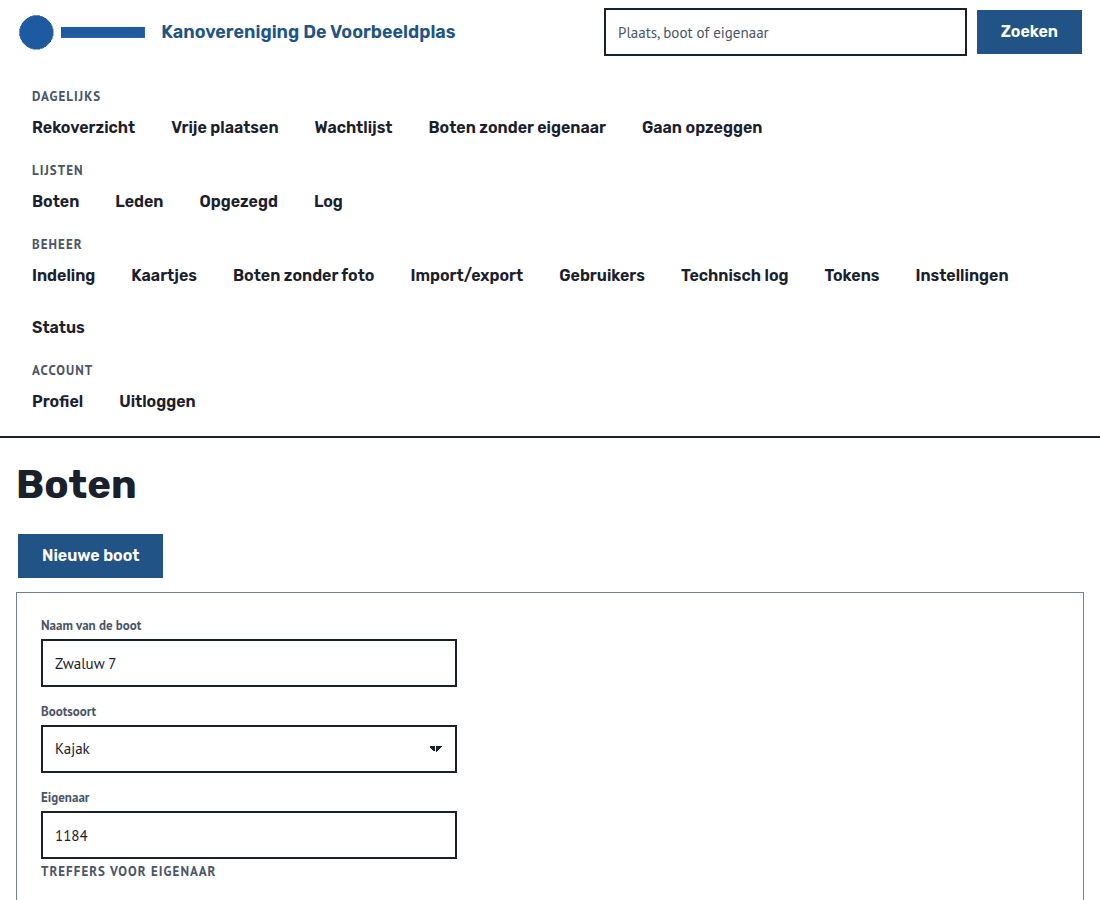 Kanovereniging De Voorbeeldplas
Plaats, boot of eigenaar
Zoeken
DAGELIJKS
Rekoverzicht Vrije plaatsen Wachtlijst Boten zonder eigenaar Gaan opzeggen
LIJSTEN
Boten Leden Opgezegd Log
BEHEER
Indeling Kaartjes Boten zonder foto Import/export Gebruikers Technisch log Tokens Instellingen
Status
ACCOUNT
Profiel Uitloggen
Boten
Nieuwe boot
Naam van de boot
Zwaluw 7
Bootsoort
Kajak
Eigenaar
1184
TREFFERS VOOR EIGENAAR